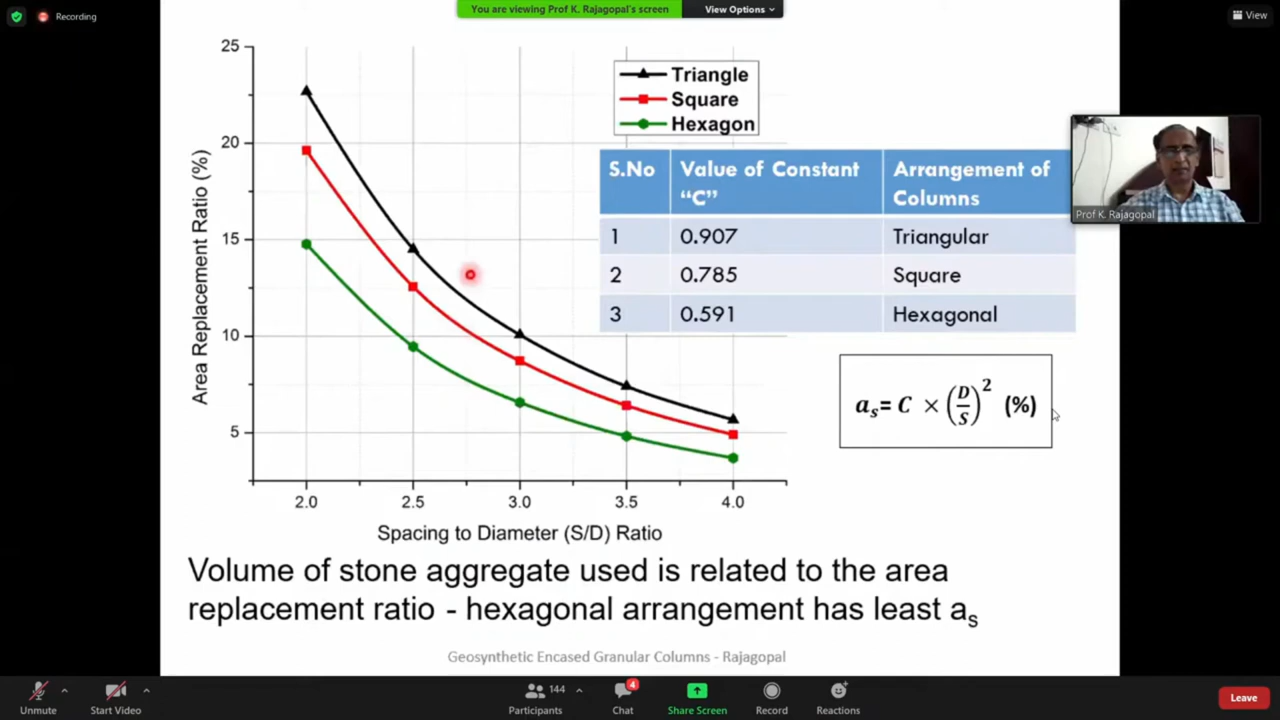 Recording
You are viewing Prof K. Rajagopal's screen
View Options
View
25
20
15
10
5
Area Replacement Ratio (%)
2.0 2.5 3.0 3.5 4.0
Spacing to Diameter (S/D) Ratio
Triangle
Square
Hexagon
S.No Value of Constant “C” Arrangement of Columns
1 0.907 Triangular
2 0.785 Square
3 0.591 Hexagonal
a_s= C × (D/S)^2 (%)
Prof K. Rajagopal
Volume of stone aggregate used is related to the area
replacement ratio - hexagonal arrangement has least a_s
Geosynthetic Encased Granular Columns - Rajagopal
144
4
Unmute
Start Video
Participants
Chat
Share Screen
Record
Reactions
Leave